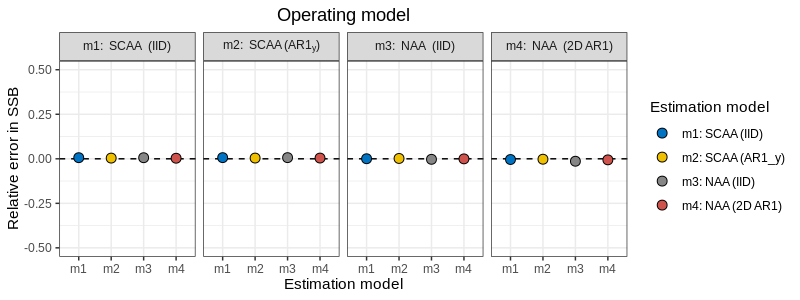 Operating model
m1: SCAA (IID)
m2: SCAA (AR1y)
m3: NAA (IID)
m4: NAA (2D AR1)
Relative error in SSB
0.50
0.25
0.00
-0.25
-0.50
m1 m2 m3 m4
m1 m2 m3 m4
m1 m2 m3 m4
m1 m2 m3 m4
Estimation model
Estimation model
m1: SCAA (IID)
m2: SCAA (AR1_y)
m3: NAA (IID)
m4: NAA (2D AR1)